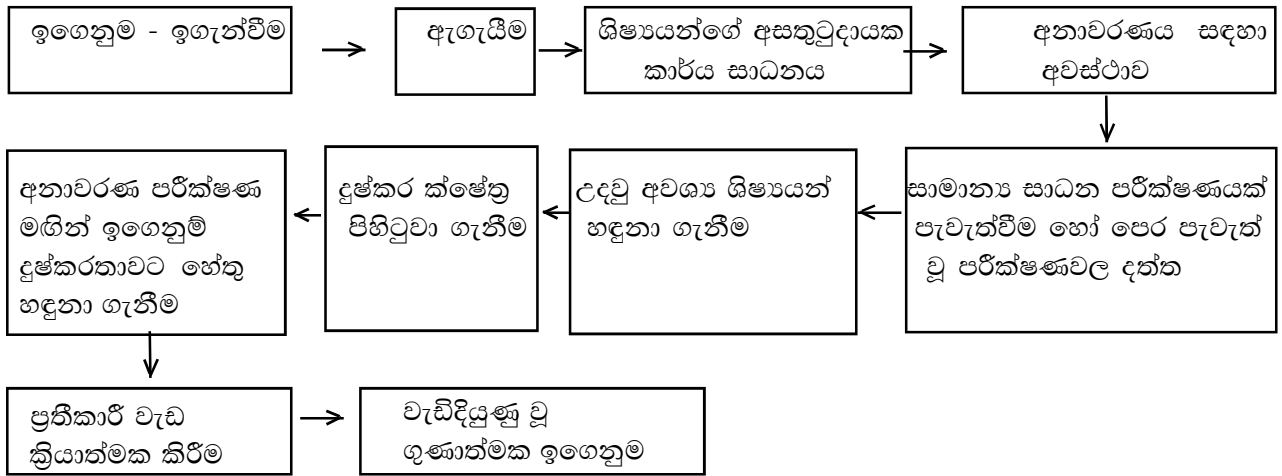 ඉගෙනුම - ඉගැන්වීම
ඇගැයීම
ශිෂ්‍යයන්ගේ අසතුටුදායක
කාර්ය සාධනය
අනාවරණය සඳහා
අවස්ථාව
සාමාන්‍ය සාධන පරීක්ෂණයක්
පැවැත්වීම හෝ පෙර පැවැත්
වූ පරීක්ෂණවල දත්ත
උදවු අවශ්‍ය ශිෂ්‍යයන්
හඳුනා ගැනීම
දුෂ්කර ක්ෂේත්‍ර
පිහිටුවා ගැනීම
අනාවරණ පරීක්ෂණ
මඟින් ඉගෙනුම්
දුෂ්කරතාවට හේතු
හඳුනා ගැනීම
ප්‍රතිකාරී වැඩ
ක්‍රියාත්මක කිරීම
වැඩිදියුණු වූ
ගුණාත්මක ඉගෙනුම